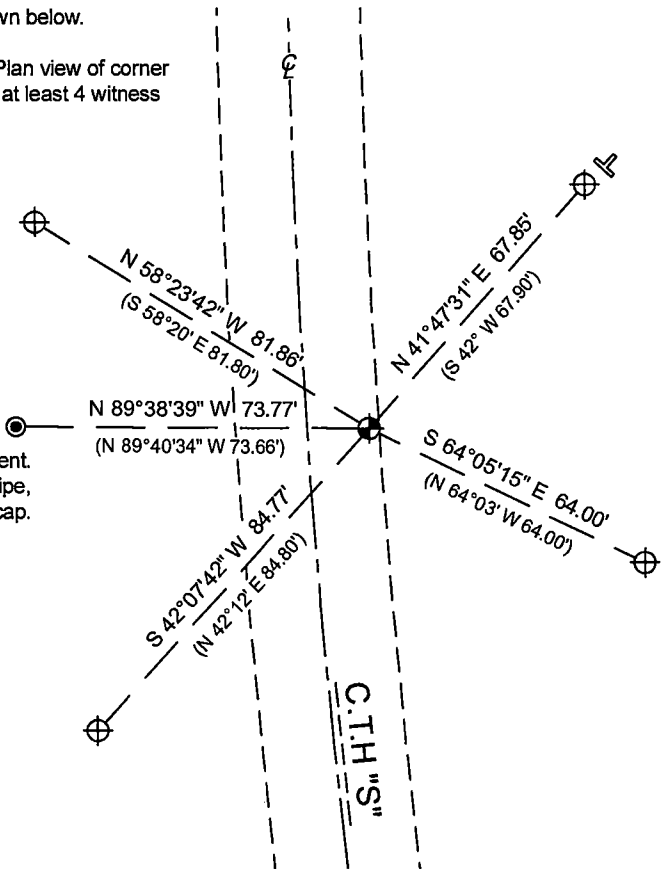 wn below.
Plan view of corner
at least 4 witness
℄
N 58°23'42" W 81.86'
(S 58°20' E 81.80')
N 41°47'31" E 67.85'
(S 42° W 67.90')
N 89°38'39" W 73.77'
(N 89°40'34" W 73.66')
ent.
ipe,
cap.
S 64°05'15" E 64.00'
(N 64°03' W 64.00')
S 42°07'42" W 84.77'
(N 42°12' E 84.80')
C.T.H "S"